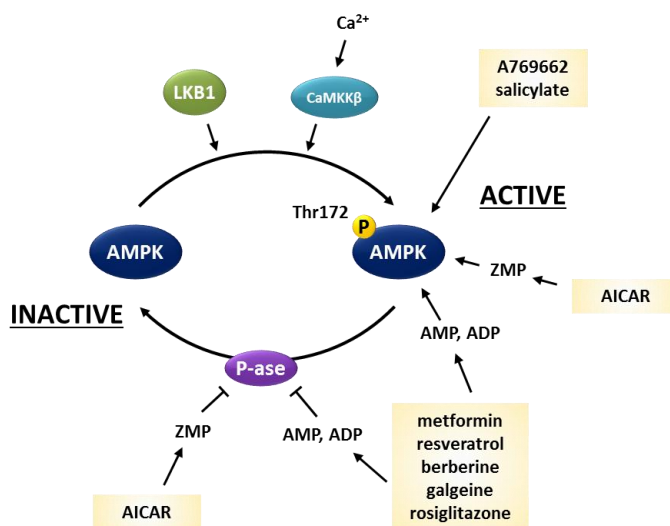 Ca²⁺
LKB1
CaMKKβ
A769662
salicylate
Thr172
P
ACTIVE
AMPK
AMPK
ZMP
AICAR
INACTIVE
AMP, ADP
P-ase
ZMP
AMP, ADP
metformin
resveratrol
berberine
galgeine
rosiglitazone
AICAR